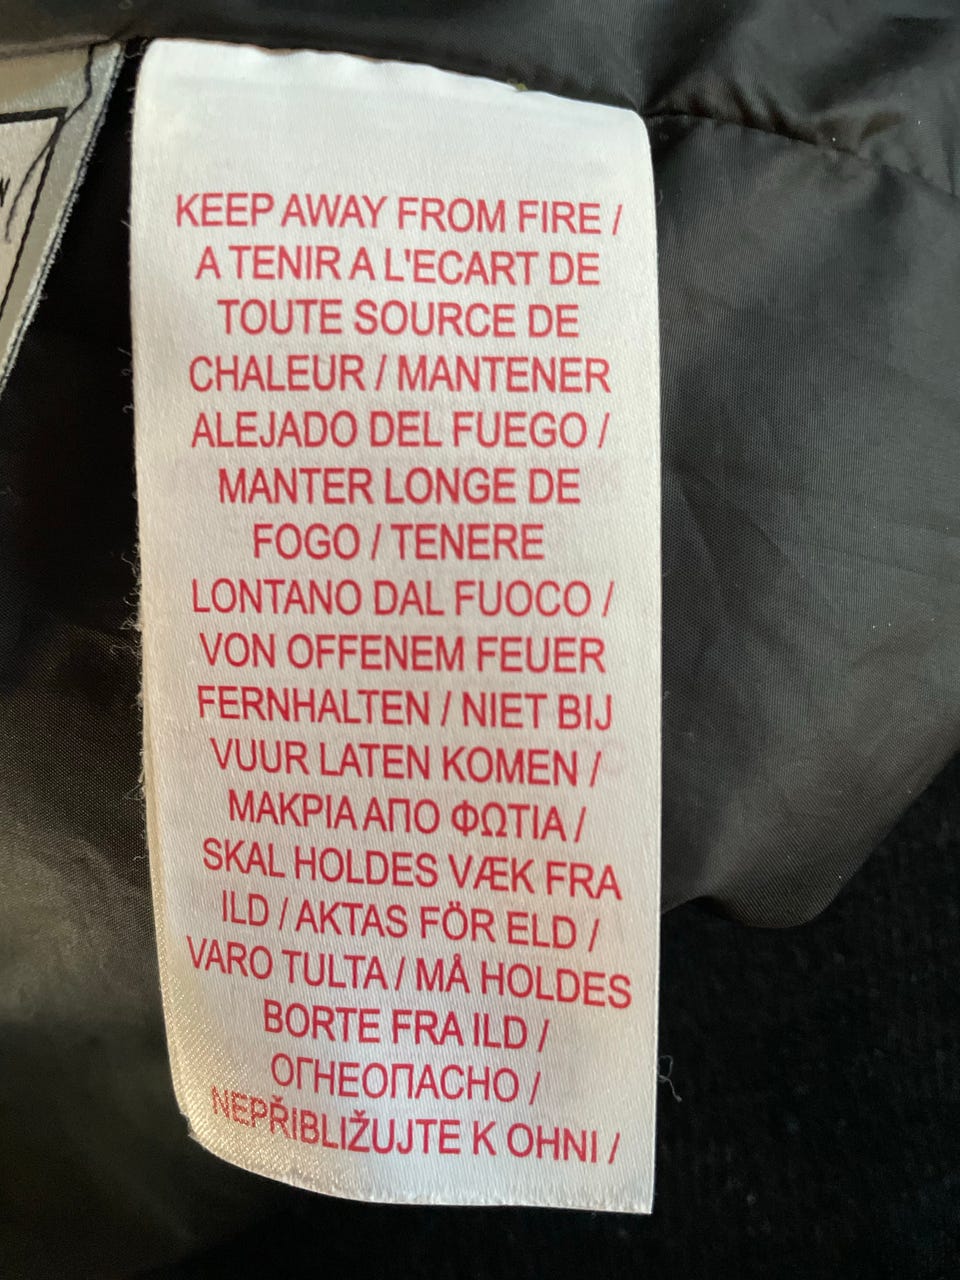 KEEP AWAY FROM FIRE /
A TENIR A L'ECART DE
TOUTE SOURCE DE
CHALEUR / MANTENER
ALEJADO DEL FUEGO /
MANTER LONGE DE
FOGO / TENERE
LONTANO DAL FUOCO /
VON OFFENEM FEUER
FERNHALTEN / NIET BIJ
VUUR LATEN KOMEN /
ΜΑΚΡΙΑ ΑΠΟ ΦΩΤΙΑ /
SKAL HOLDES VÆK FRA
ILD / AKTAS FÖR ELD /
VARO TULTA / MÅ HOLDES
BORTE FRA ILD /
ОГНЕОПАСНО /
NEPŘIBLIŽUJTE K OHNI /